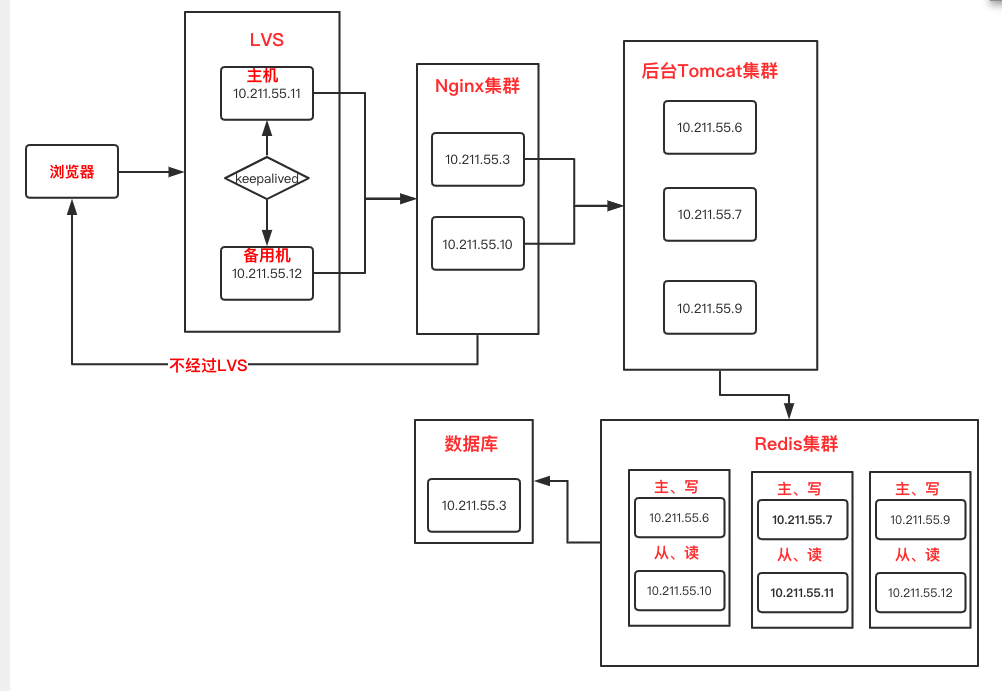 LVS
主机
10.211.55.11
keepalived
备用机
10.211.55.12
浏览器
不经过LVS
Nginx集群
10.211.55.3
10.211.55.10
后台Tomcat集群
10.211.55.6
10.211.55.7
10.211.55.9
数据库
10.211.55.3
Redis集群
主、写
10.211.55.6
从、读
10.211.55.10
主、写
10.211.55.7
从、读
10.211.55.11
主、写
10.211.55.9
从、读
10.211.55.12